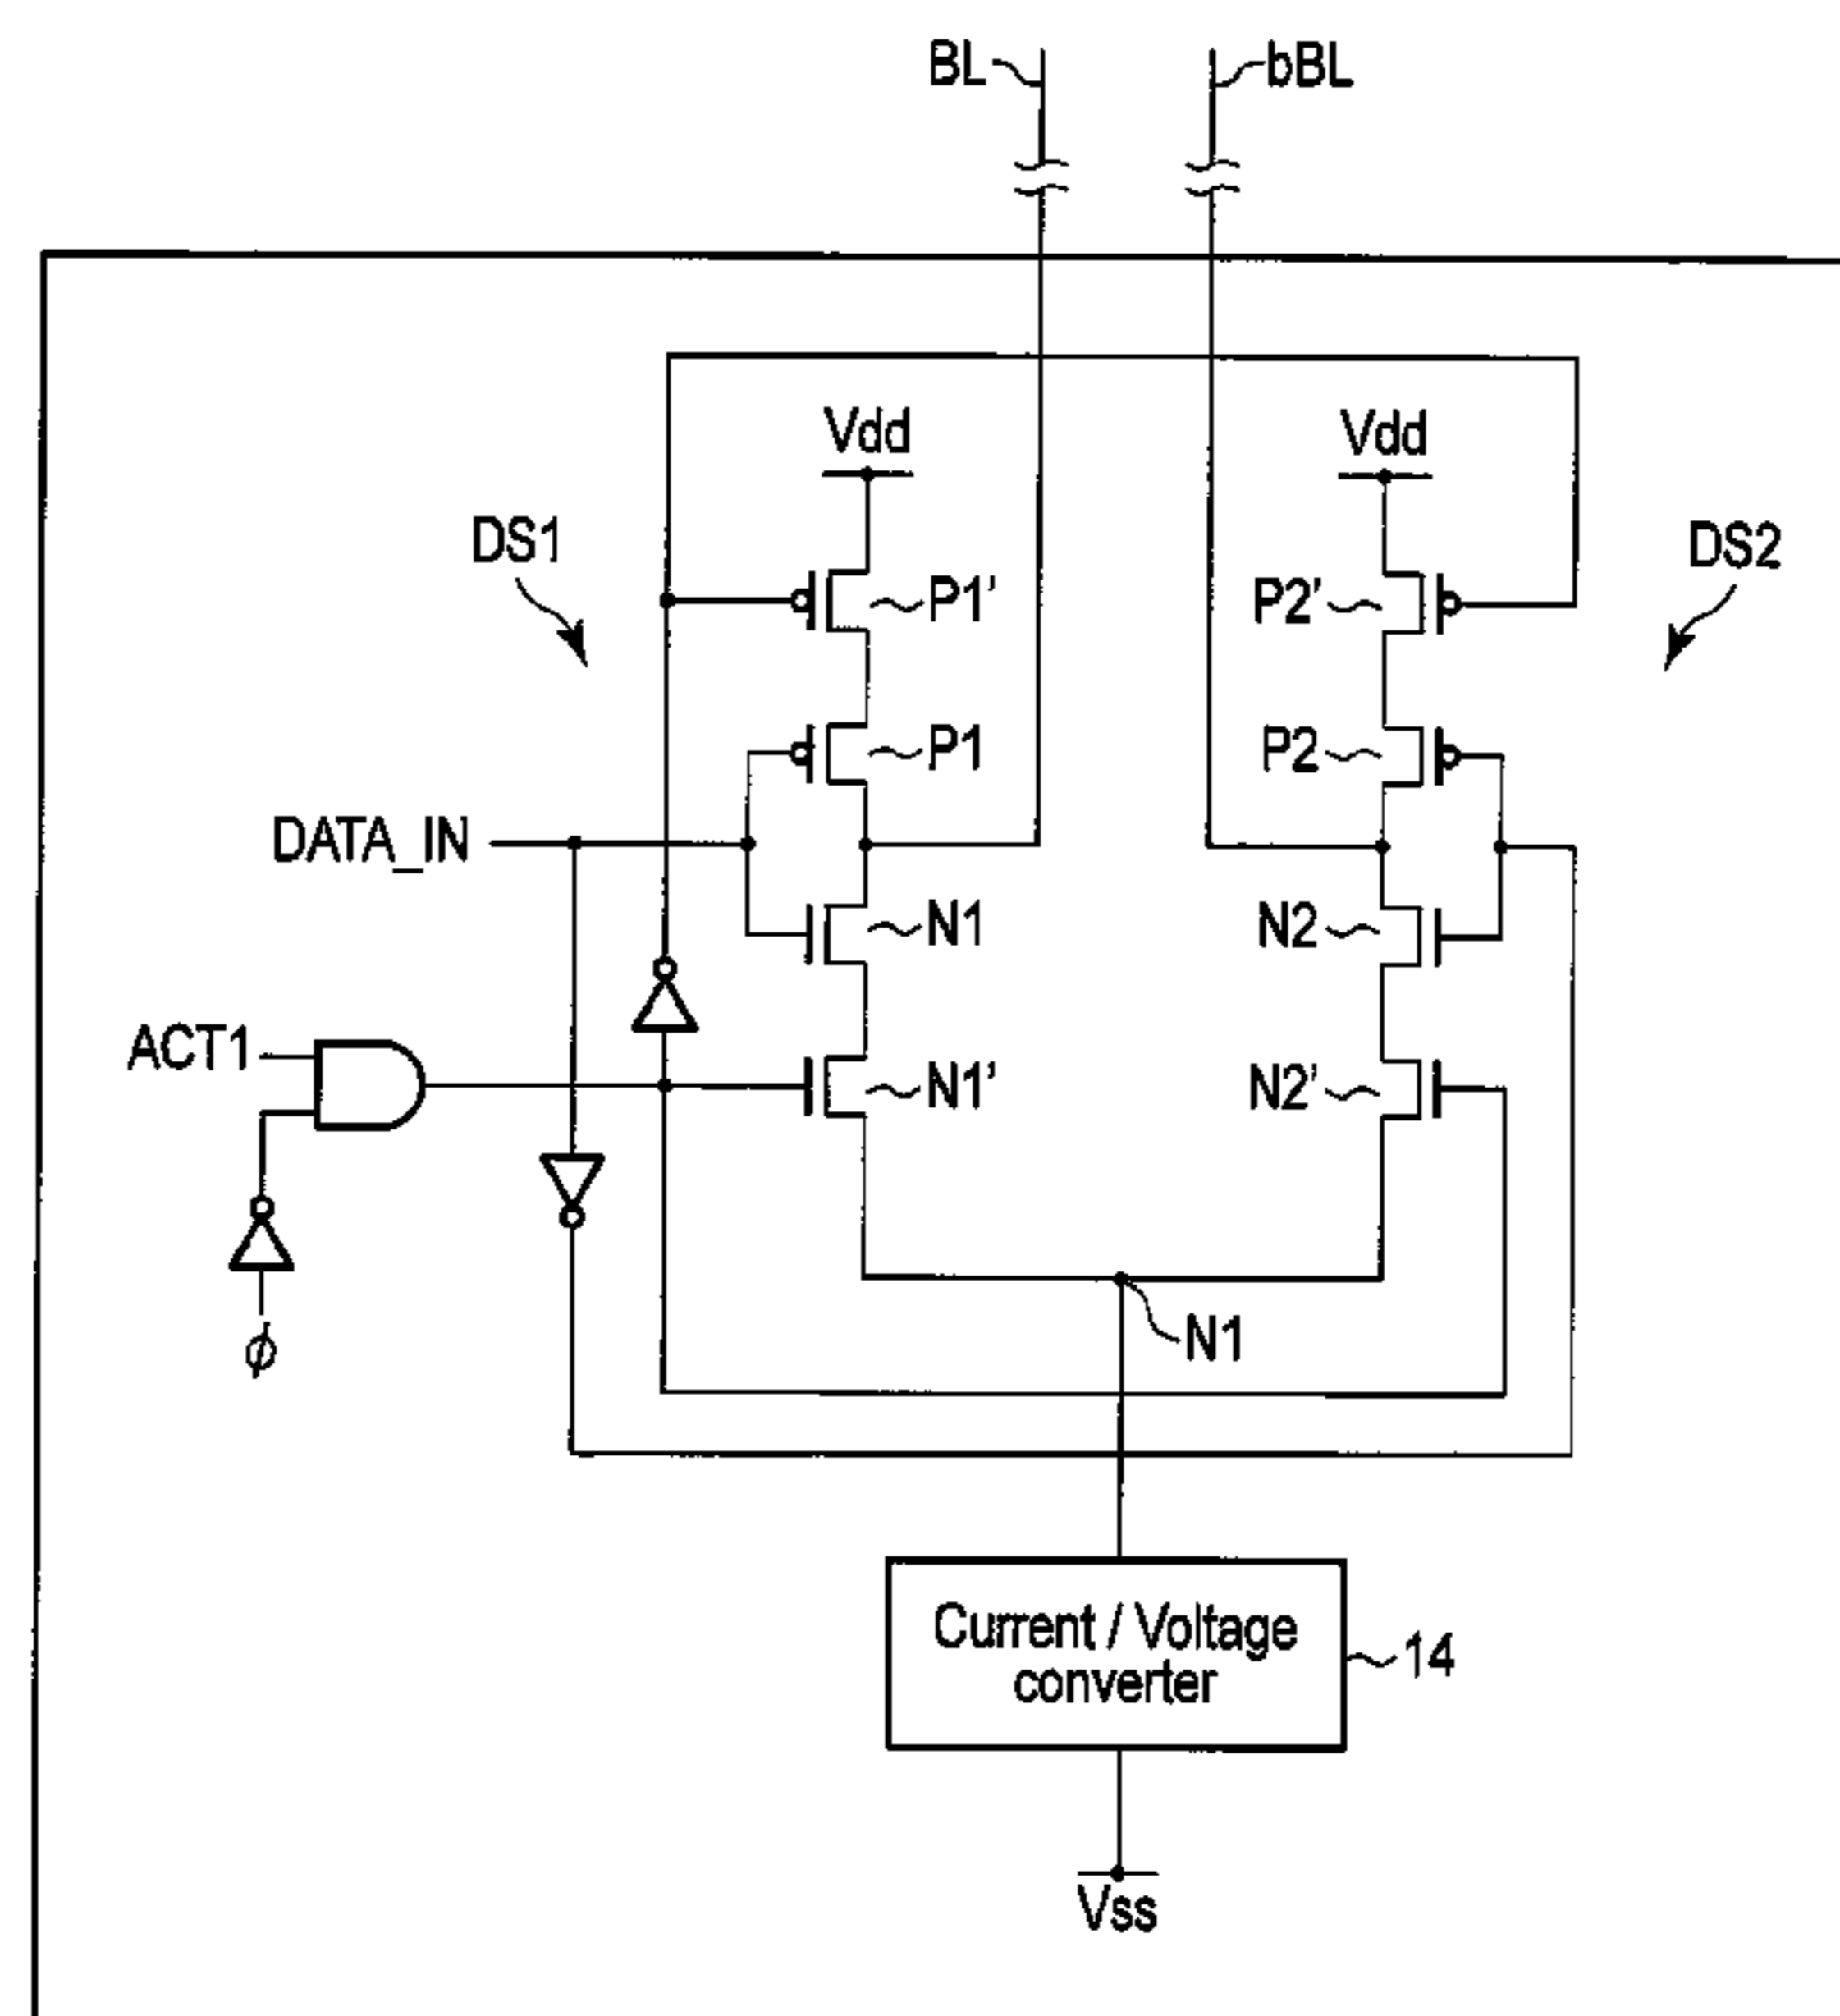 BL
bBL
Vdd
Vdd
DS1
DS2
P1'
P2'
P1
P2
DATA_IN
N1
N2
ACT1
N1'
N2'
N1
ϕ
Current / Voltage
converter
14
Vss